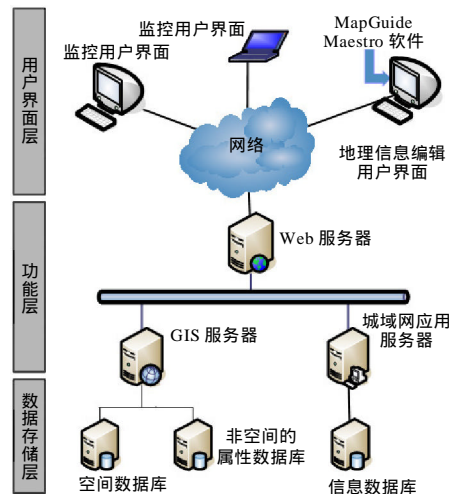 用户界面层
监控用户界面
监控用户界面
MapGuide
Maestro 软件
网络
地理信息编辑
用户界面
功能层
Web 服务器
GIS 服务器
城域网应用
服务器
数据存储层
空间数据库
非空间的
属性数据库
信息数据库